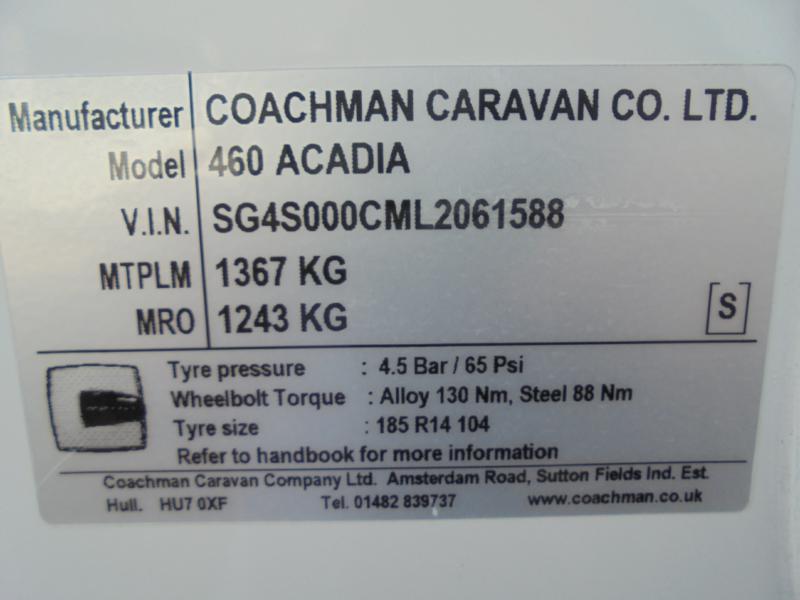 Manufacturer COACHMAN CARAVAN CO. LTD.
Model 460 ACADIA
V.I.N. SG4S000CML2061588
MTPLM 1367 KG
MRO 1243 KG [S]
Tyre pressure : 4.5 Bar / 65 Psi
Wheelbolt Torque : Alloy 130 Nm, Steel 88 Nm
Tyre size : 185 R14 104
Refer to handbook for more information
Coachman Caravan Company Ltd. Amsterdam Road, Sutton Fields Ind. Est.
Hull. HU7 0XF Tel. 01482 839737 www.coachman.co.uk